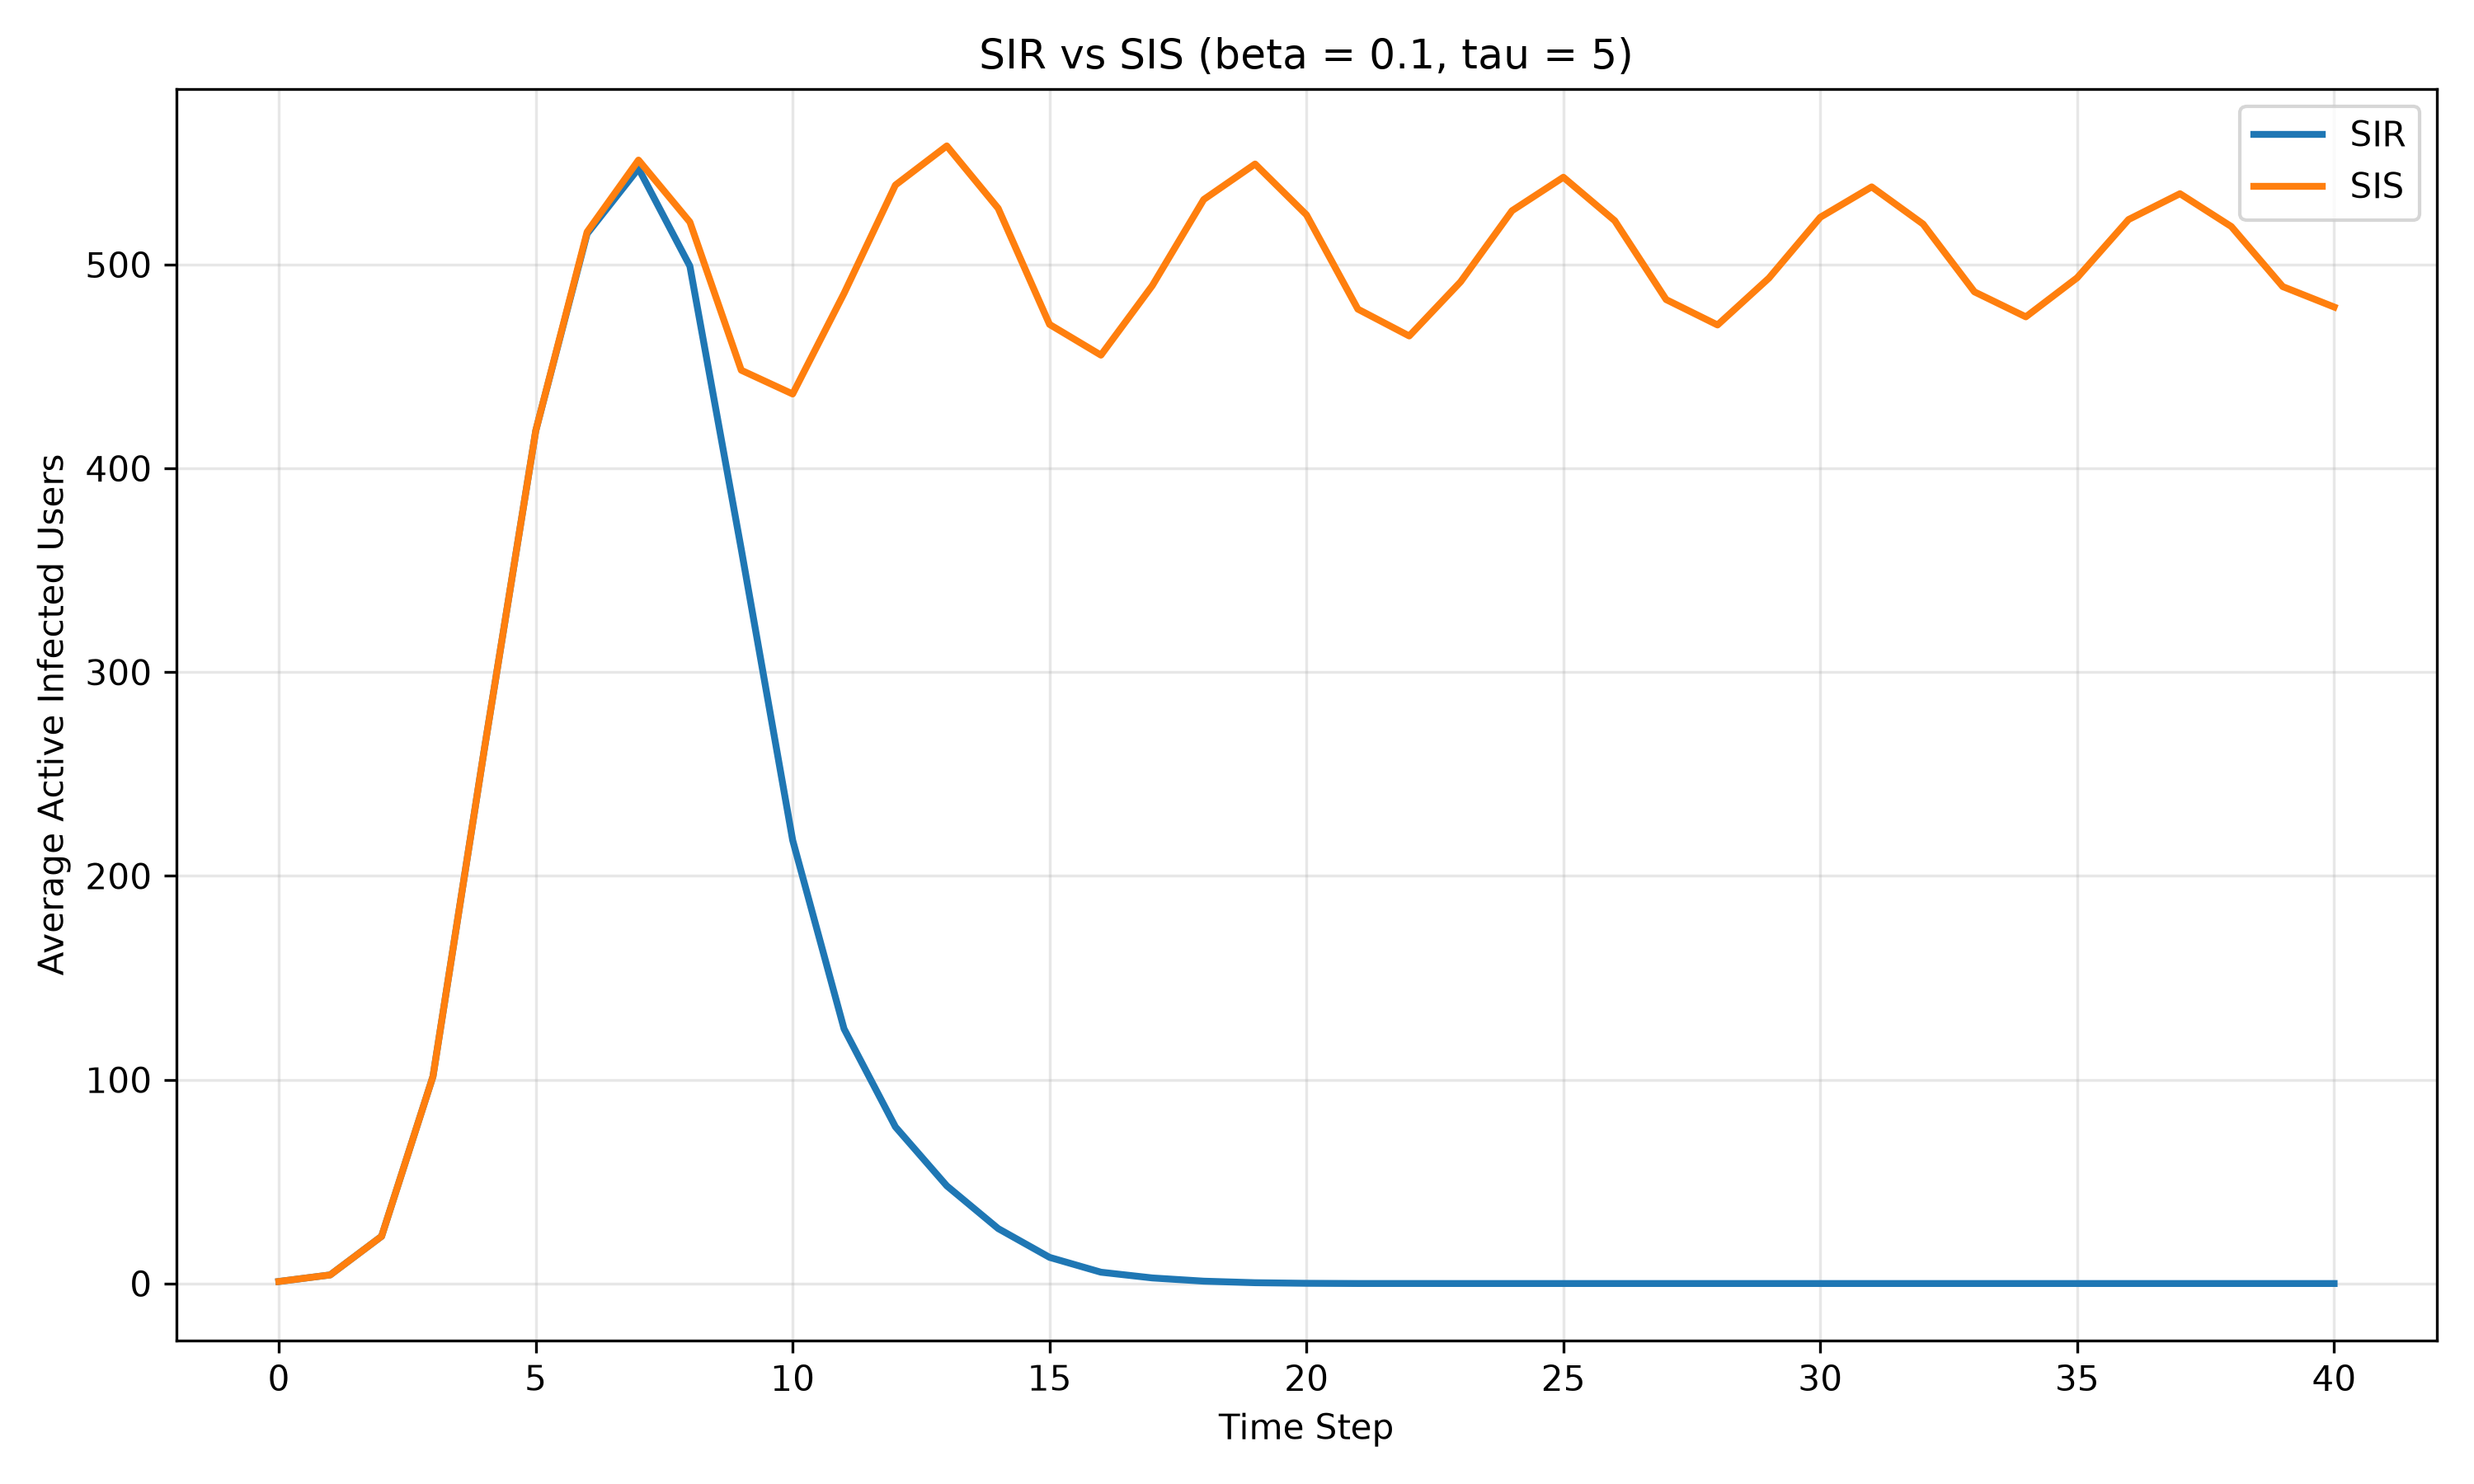 SIR vs SIS (beta = 0.1, tau = 5)
SIR
SIS
Average Active Infected Users
500
400
300
200
100
0
0 5 10 15 20 25 30 35 40
Time Step